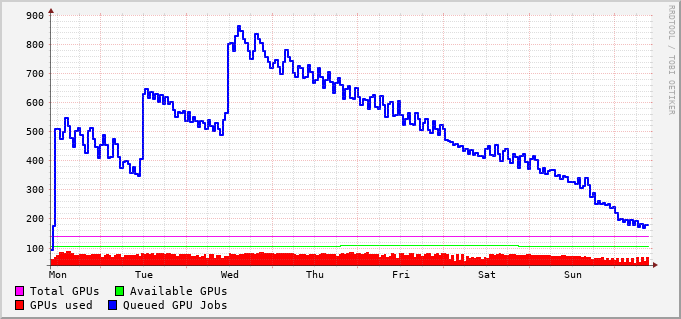 900
800
700
600
500
400
300
200
100
Mon Tue Wed Thu Fri Sat Sun
Total GPUs Available GPUs
GPUs used Queued GPU Jobs
RRDTOOL / TOBI OETIKER